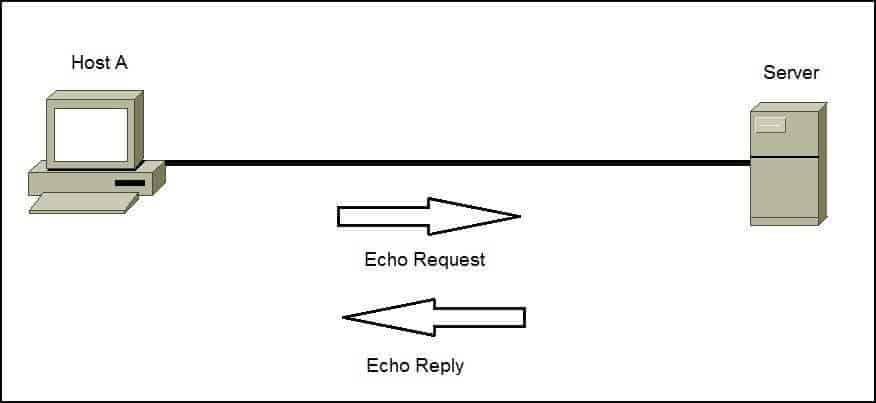 Host A
Server
Echo Request
Echo Reply